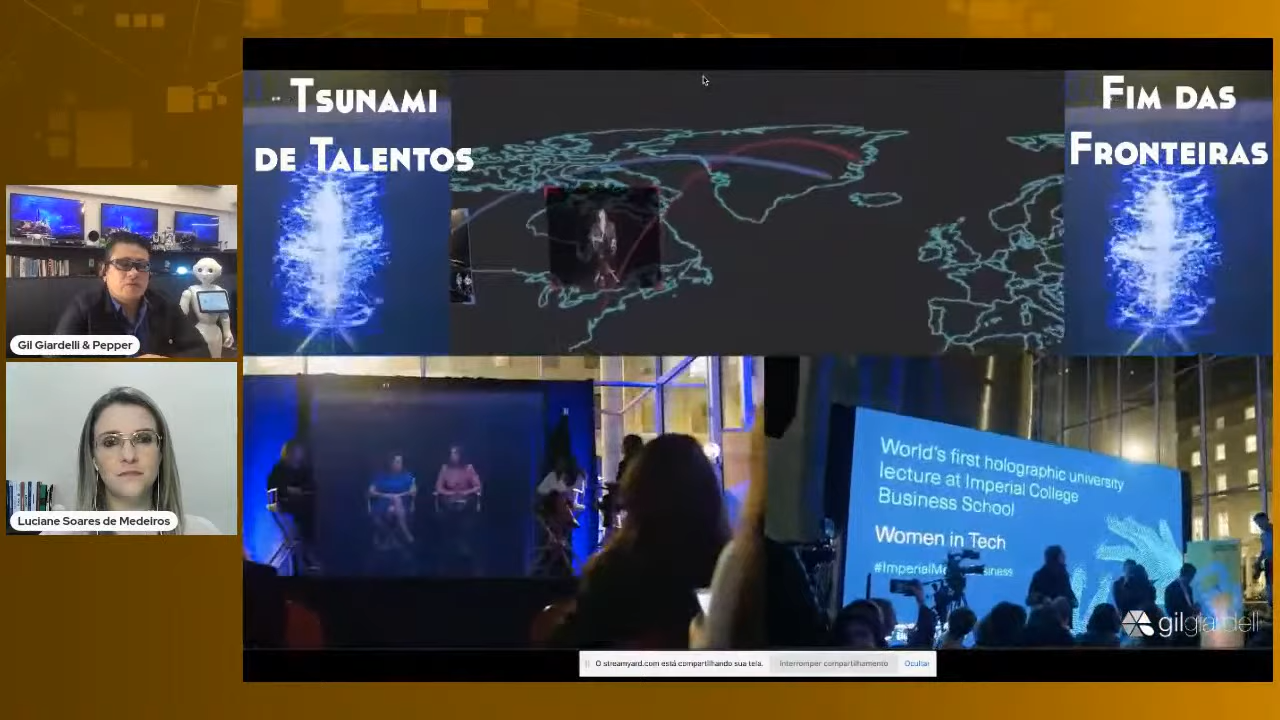 Tsunami
de Talentos
Fim das
Fronteiras
Gil Giardelli & Pepper
Luciane Soares de Medeiros
World's first holographic university
lecture at Imperial College
Business School
Women in Tech
gilgiardelli
O streamyard.com está compartilhando sua tela.
Interromper compartilhamento
Ocultar